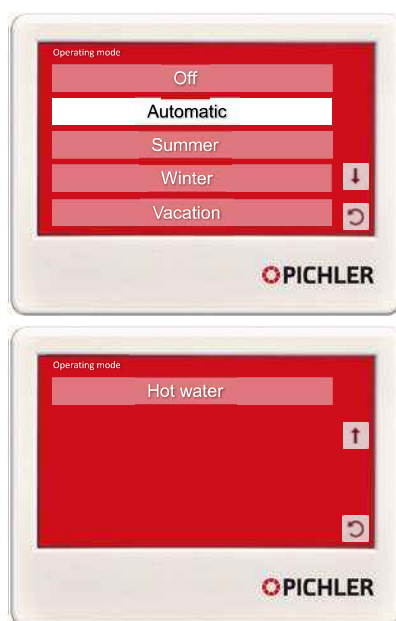 Operating mode
Off
Automatic
Summer
Winter
Vacation
PICHLER
Operating mode
Hot water
PICHLER